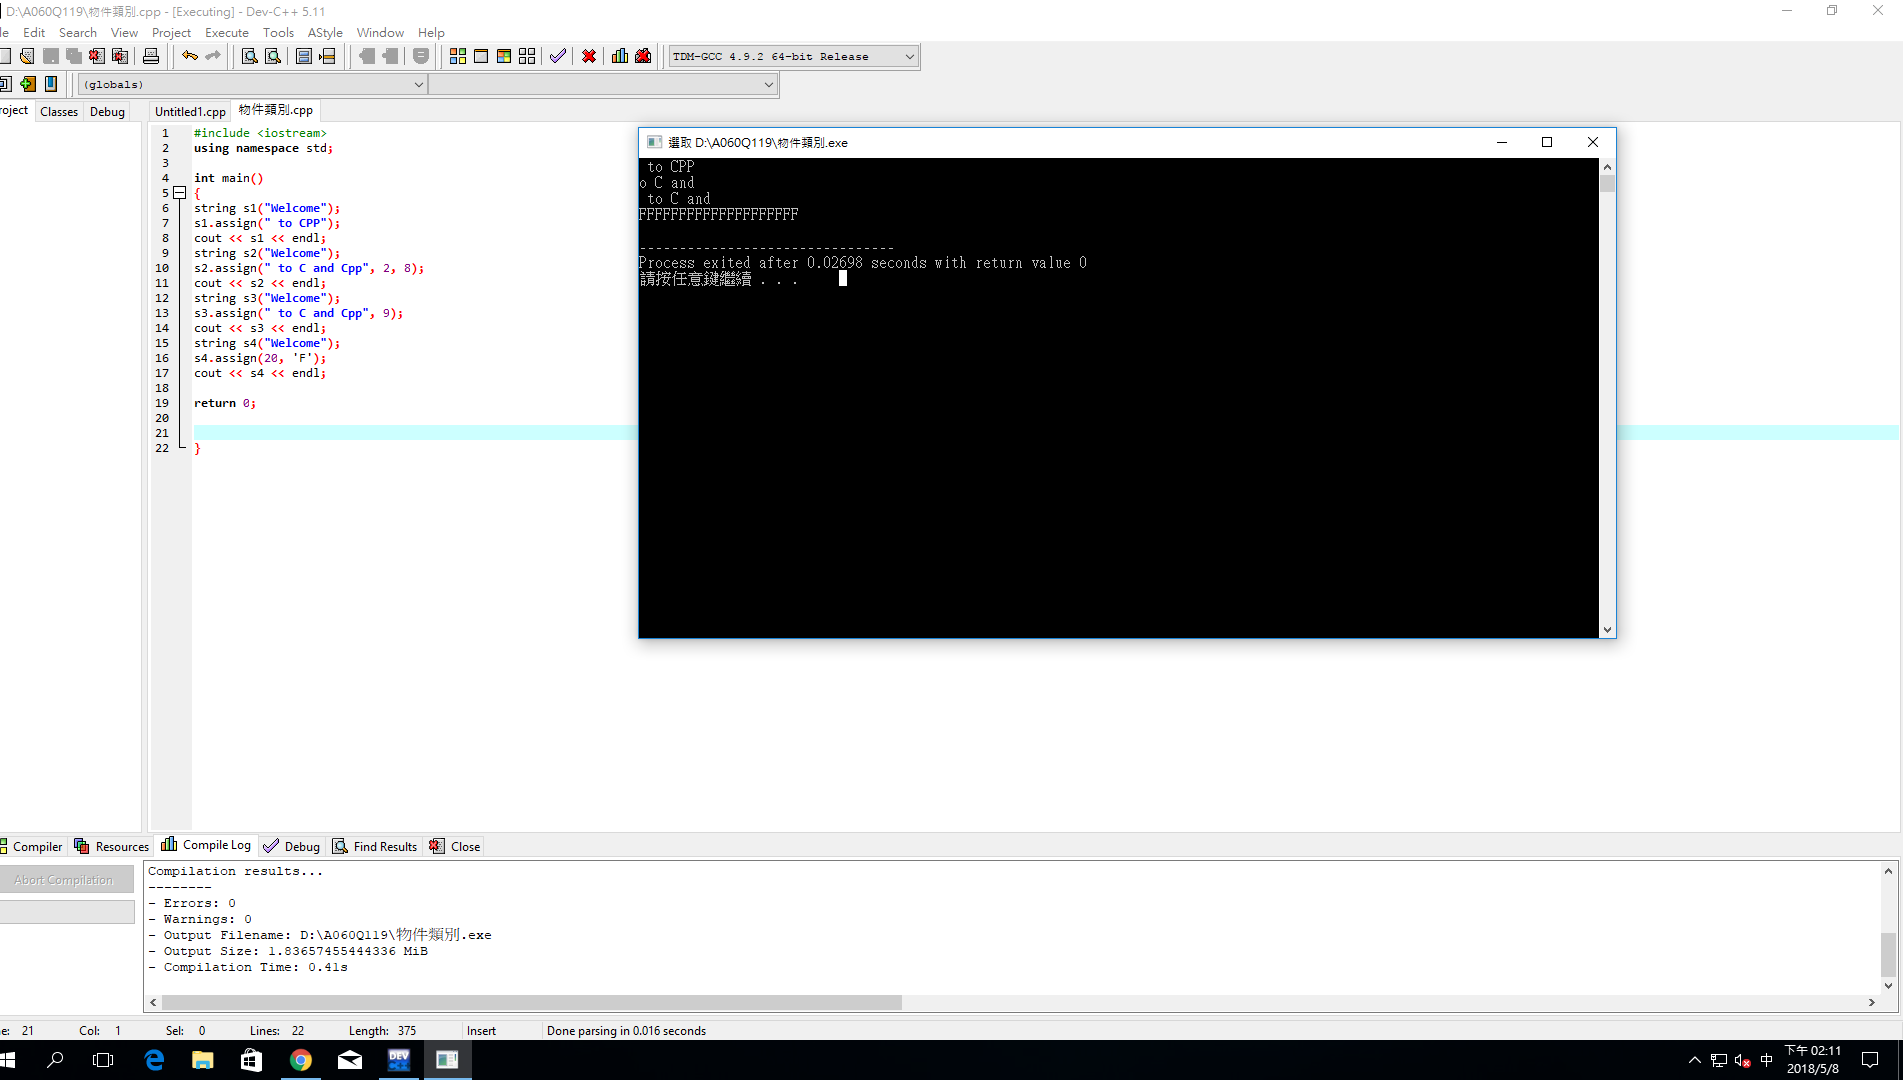 D:\A060Q119\物件類別.cpp - [Executing] - Dev-C++ 5.11
le Edit Search View Project Execute Tools AStyle Window Help
TDM-GCC 4.9.2 64-bit Release
(globals)
roject Classes Debug Untitled1.cpp 物件類別.cpp
1 #include <iostream>
2 using namespace std;
3
4 int main()
5 {
6 string s1("Welcome");
7 s1.assign(" to CPP");
8 cout << s1 << endl;
9 string s2("Welcome");
10 s2.assign(" to C and Cpp", 2, 8);
11 cout << s2 << endl;
12 string s3("Welcome");
13 s3.assign(" to C and Cpp", 9);
14 cout << s3 << endl;
15 string s4("Welcome");
16 s4.assign(20, 'F');
17 cout << s4 << endl;
18
19 return 0;
20
21
22 }
選取 D:\A060Q119\物件類別.exe
to CPP
o C and
to C and
FFFFFFFFFFFFFFFFFFFF
--------------------------------
Process exited after 0.02698 seconds with return value 0
請按任意鍵繼續 . . .
Compiler Resources Compile Log Debug Find Results Close
Abort Compilation
Compilation results...
--------
- Errors: 0
- Warnings: 0
- Output Filename: D:\A060Q119\物件類別.exe
- Output Size: 1.83657455444336 MiB
- Compilation Time: 0.41s
e: 21 Col: 1 Sel: 0 Lines: 22 Length: 375 Insert Done parsing in 0.016 seconds
DEV C++
中
下午 02:11
2018/5/8